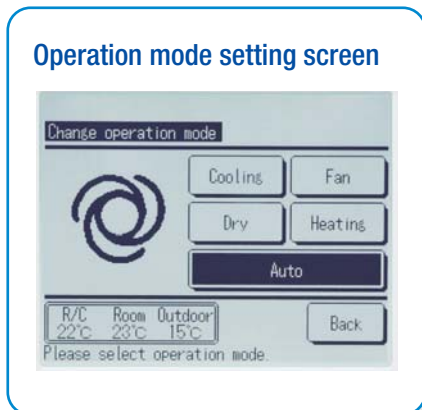 Operation mode setting screen
Change operation mode
Cooling Fan
Dry Heating
Auto
R/C Room Outdoor
22°C 23°C 15°C
Back
Please select operation mode.